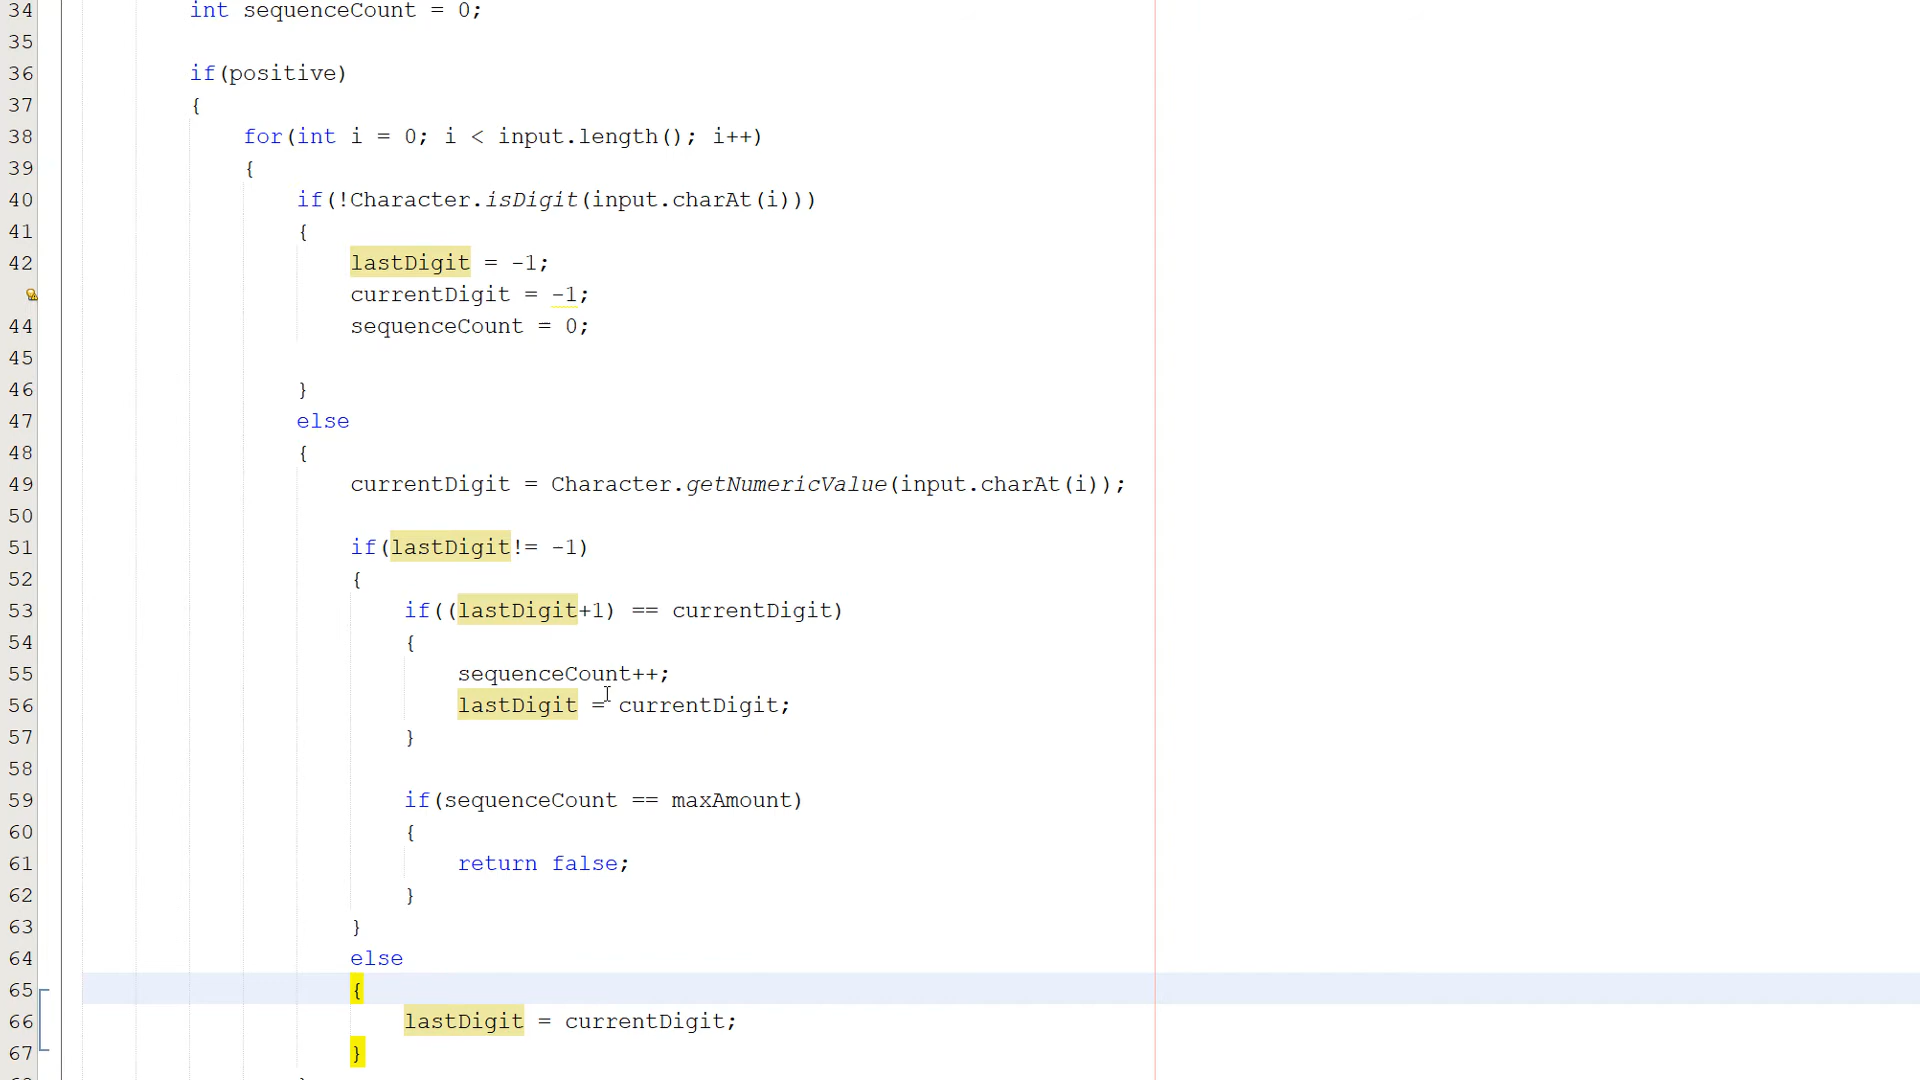 34 int sequenceCount = 0;
35
36 if(positive)
37 {
38 for(int i = 0; i < input.length(); i++)
39 {
40 if(!Character.isDigit(input.charAt(i)))
41 {
42 lastDigit = -1;
currentDigit = -1;
44 sequenceCount = 0;
45
46 }
47 else
48 {
49 currentDigit = Character.getNumericValue(input.charAt(i));
50
51 if(lastDigit!= -1)
52 {
53 if((lastDigit+1) == currentDigit)
54 {
55 sequenceCount++;
56 lastDigit = currentDigit;
57 }
58
59 if(sequenceCount == maxAmount)
60 {
61 return false;
62 }
63 }
64 else
65 {
66 lastDigit = currentDigit;
67 }